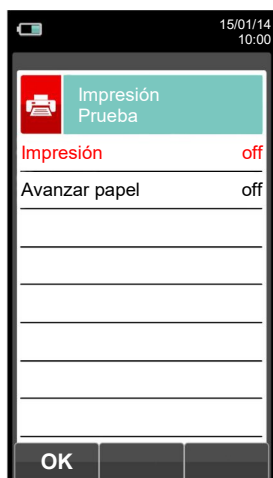 15/01/14
10:00
Impresión
Prueba
Impresión off
Avanzar papel off
OK